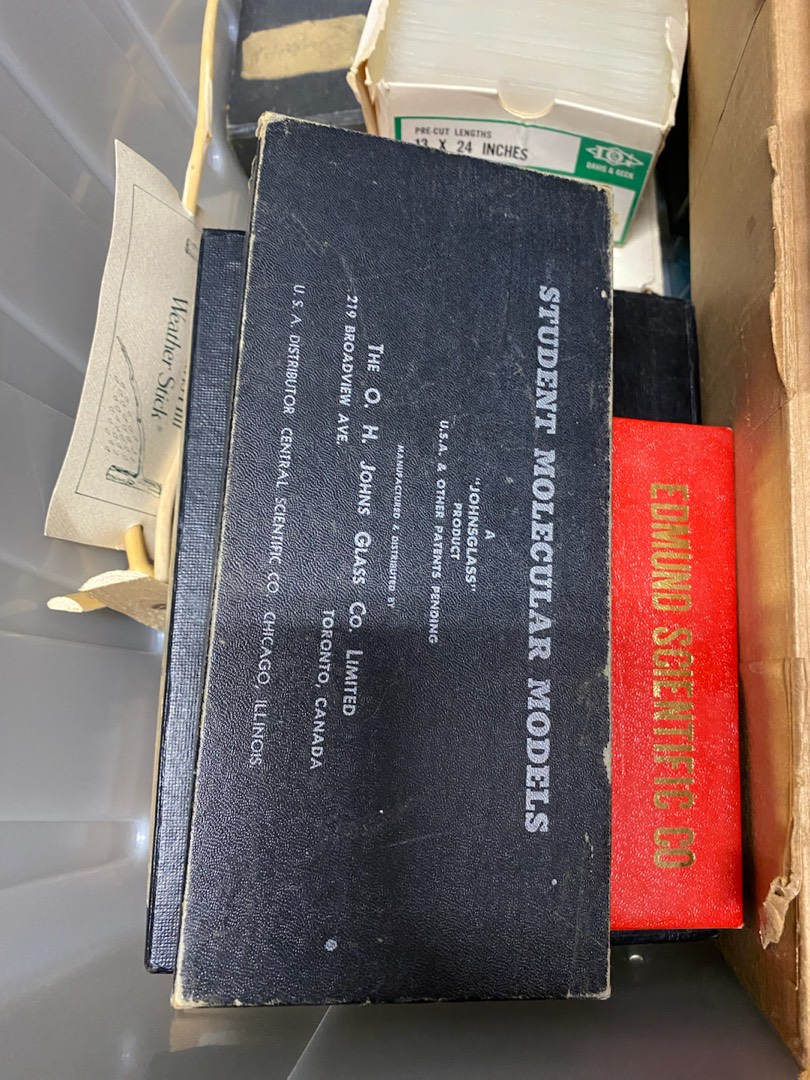 PRE-CUT LENGTHS
13 X 24 INCHES
DAVIS & GECK
STUDENT MOLECULAR MODELS
A
"JOHNSGLASS"
PRODUCT
U.S.A. & OTHER PATENTS PENDING
MANUFACTURED & DISTRIBUTED BY
THE O. H. JOHNS GLASS CO. LIMITED
219 BROADVIEW AVE. TORONTO, CANADA
U. S. A. DISTRIBUTOR CENTRAL SCIENTIFIC CO. CHICAGO, ILLINOIS.
EDMUND SCIENTIFIC CO
Weather Stick